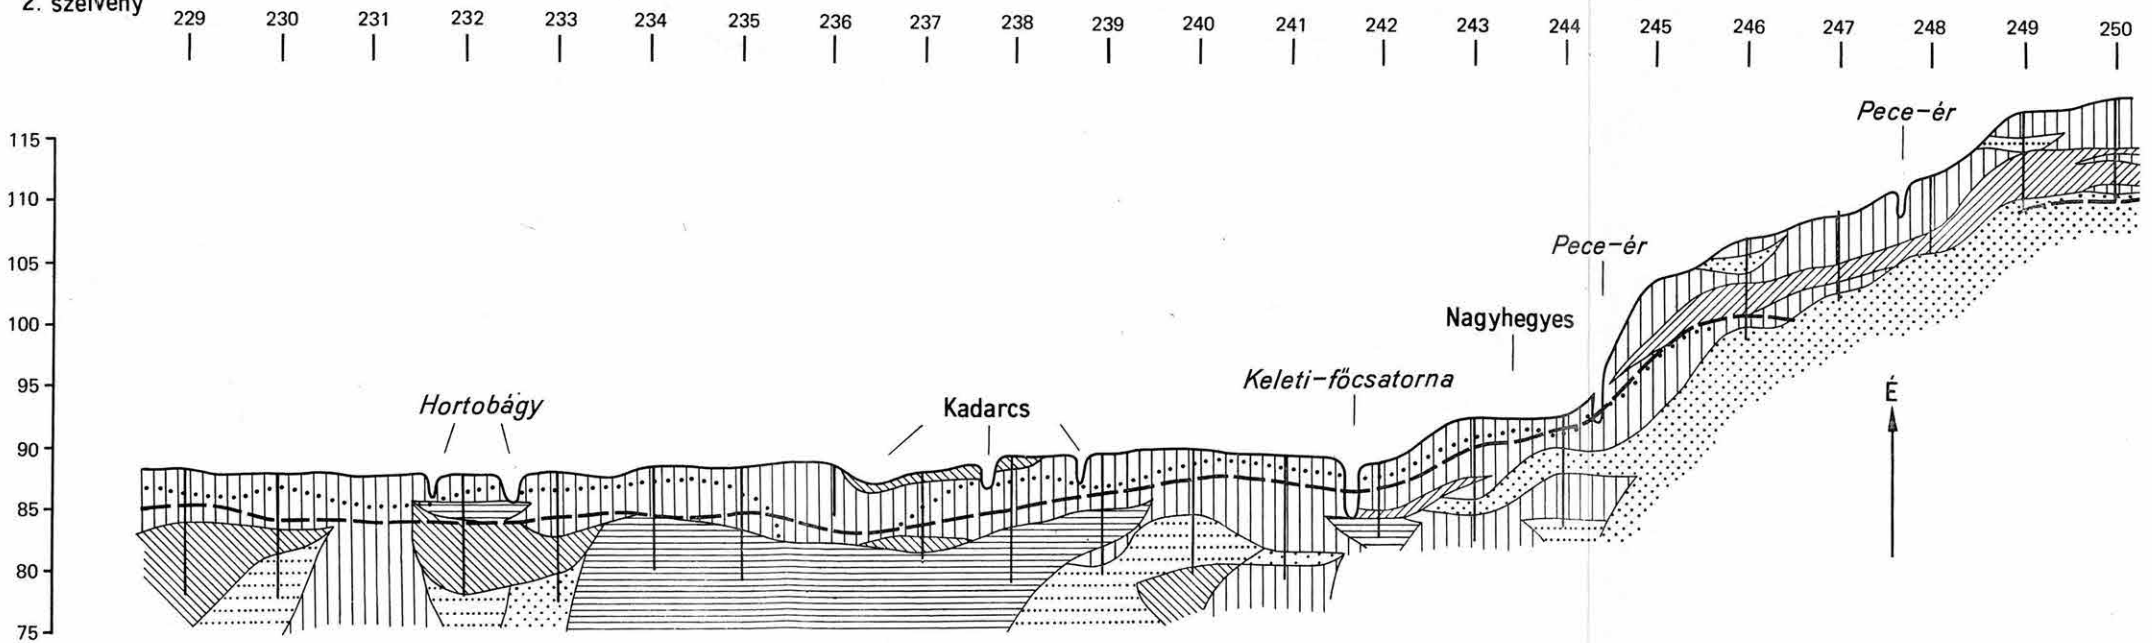 2. szelvény
229 230 231 232 233 234 235 236 237 238 239 240 241 242 243 244 245 246 247 248 249 250
Pece-ér
115
110
Pece-ér
105
Nagyhegyes
100
Keleti-főcsatorna
95
É
Hortobágy
Kadarcs
90
85
80
75